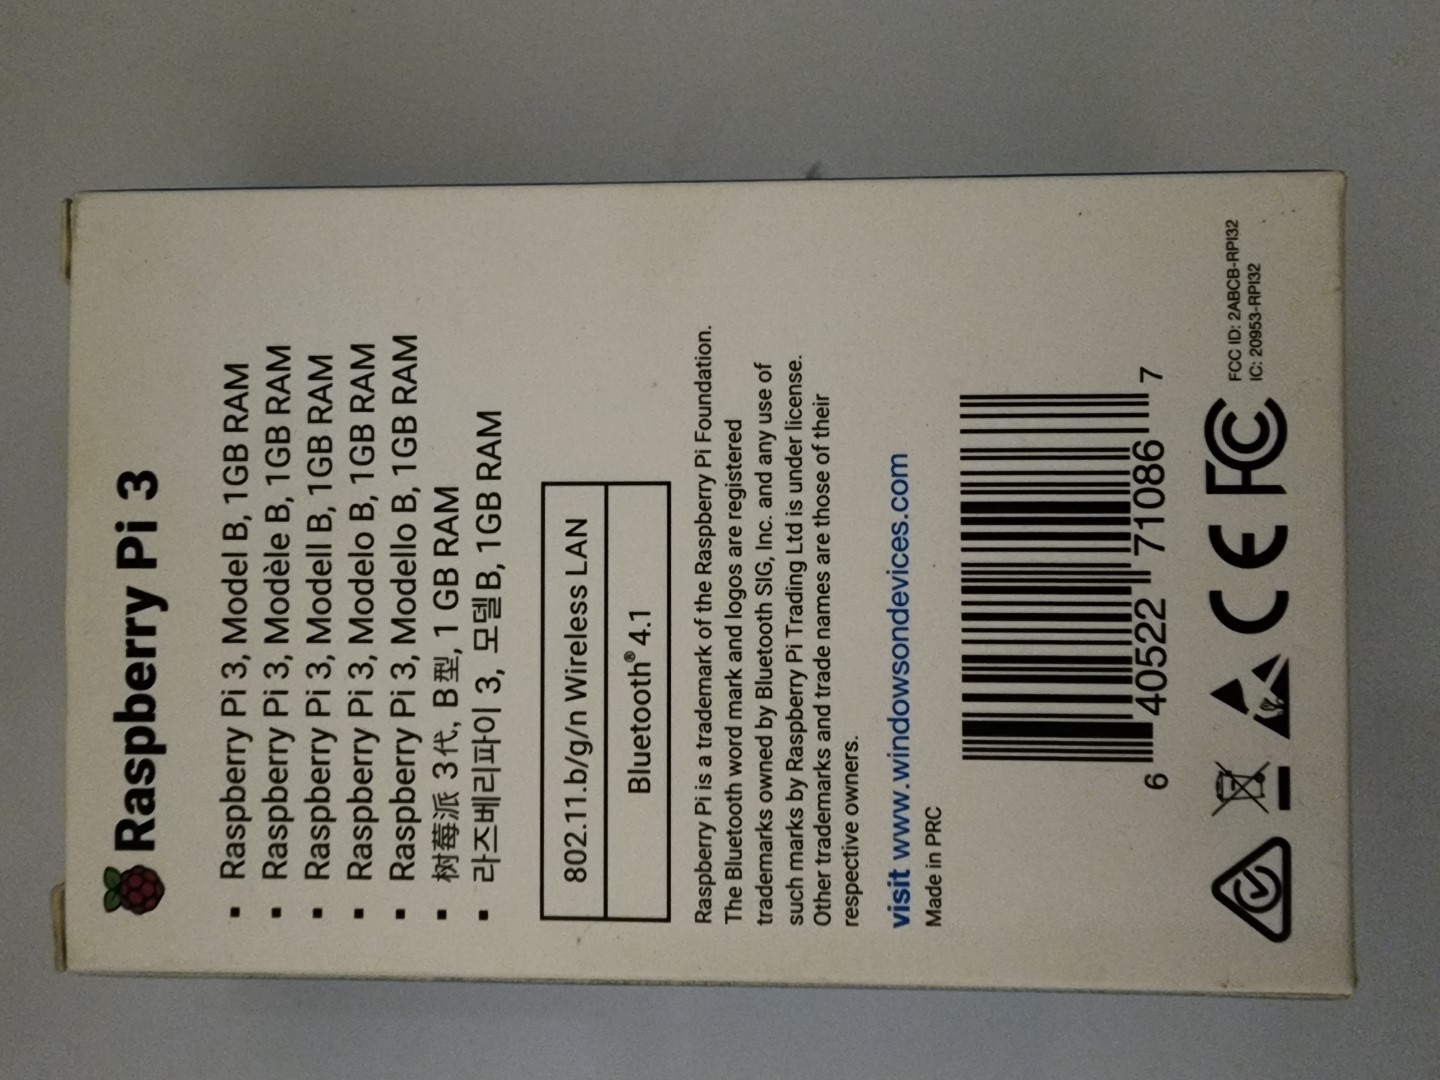 Raspberry Pi 3
▪ Raspberry Pi 3, Model B, 1GB RAM
▪ Raspberry Pi 3, Modèle B, 1GB RAM
▪ Raspberry Pi 3, Modell B, 1GB RAM
▪ Raspberry Pi 3, Modelo B, 1GB RAM
▪ Raspberry Pi 3, Modello B, 1GB RAM
▪ 树莓派 3代, B型, 1 GB RAM
▪ 라즈베리파이 3, 모델B, 1GB RAM
802.11.b/g/n Wireless LAN
Bluetooth® 4.1
Raspberry Pi is a trademark of the Raspberry Pi Foundation.
The Bluetooth word mark and logos are registered
trademarks owned by Bluetooth SIG, Inc. and any use of
such marks by Raspberry Pi Trading Ltd is under license.
Other trademarks and trade names are those of their
respective owners.
visit www.windowsondevices.com
Made in PRC
6 40522 71086 7
CE FC FCC ID: 2ABCB-RPI32
IC: 20953-RPI32